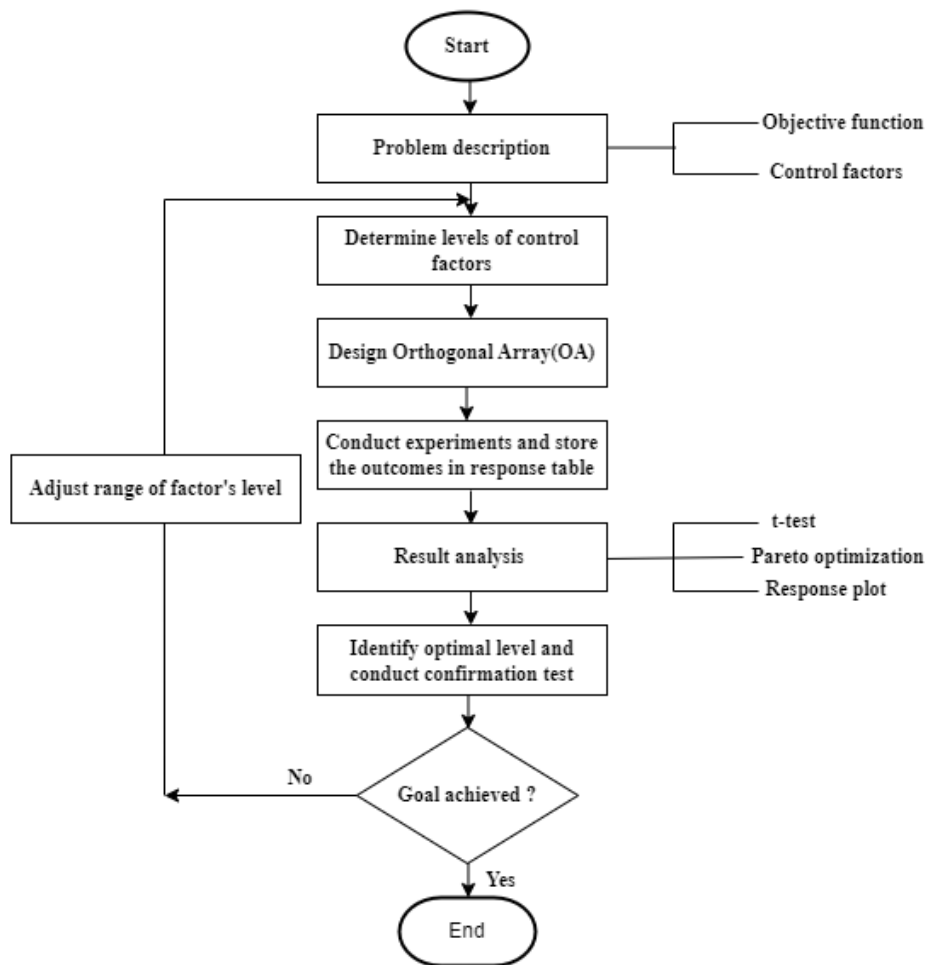 Start
Problem description
Objective function
Control factors
Determine levels of control
factors
Design Orthogonal Array(OA)
Conduct experiments and store
the outcomes in response table
Adjust range of factor's level
Result analysis
t-test
Pareto optimization
Response plot
Identify optimal level and
conduct confirmation test
Goal achieved ?
No
Yes
End